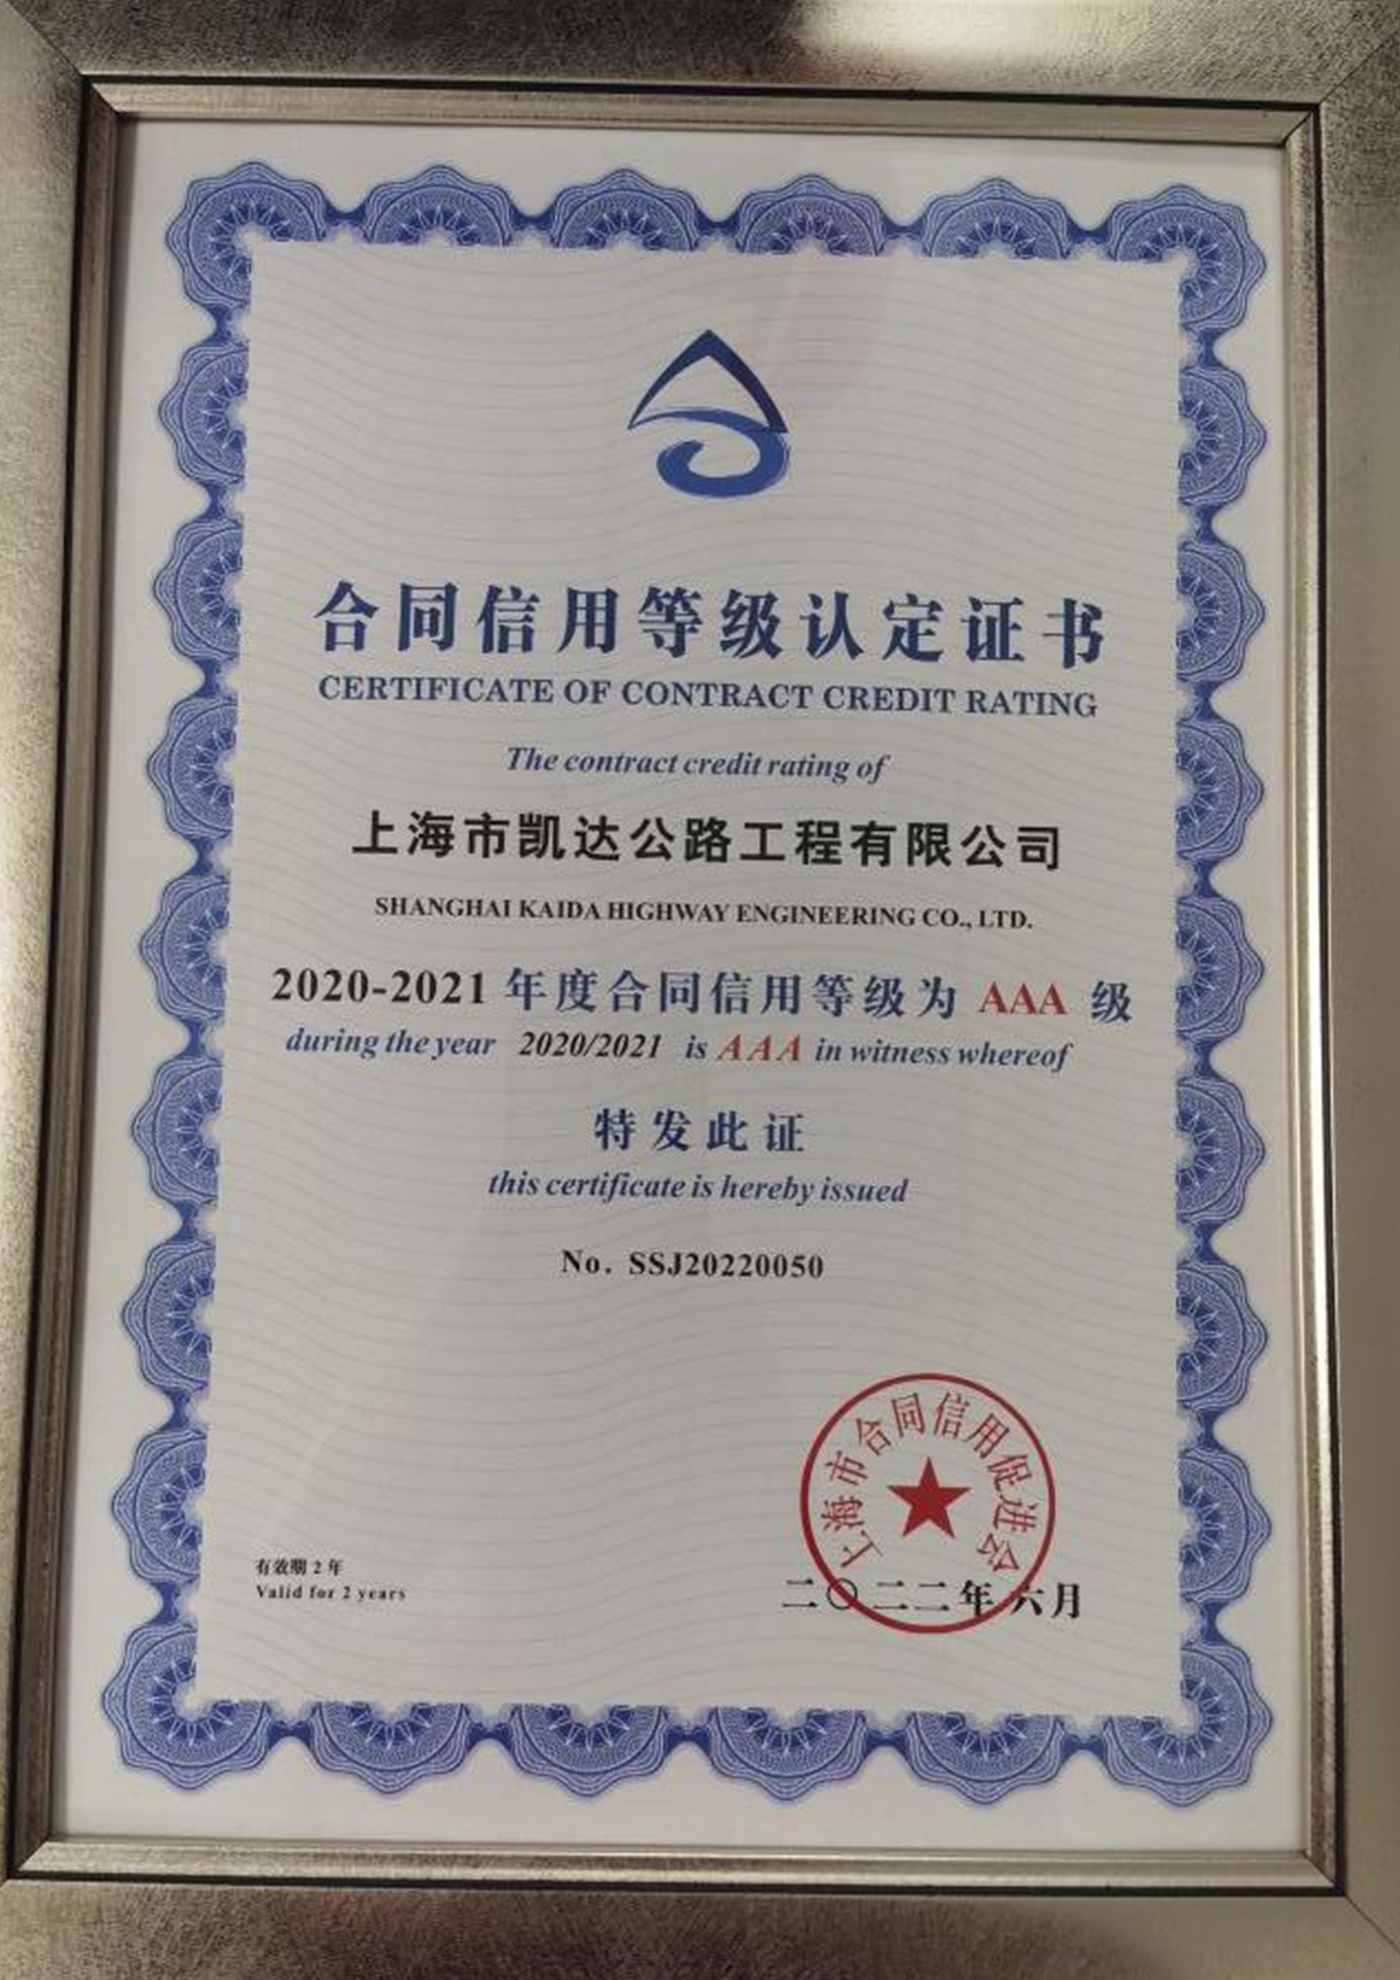 合同信用等级认定证书
CERTIFICATE OF CONTRACT CREDIT RATING
The contract credit rating of
上海市凯达公路工程有限公司
SHANGHAI KAIDA HIGHWAY ENGINEERING CO., LTD.
2020-2021 年度合同信用等级为 AAA 级
during the year 2020/2021 is AAA in witness whereof
特发此证
this certificate is hereby issued
No. SSJ20220050
上海市合同信用促进会
有效期 2 年
Valid for 2 years
二〇二二年六月